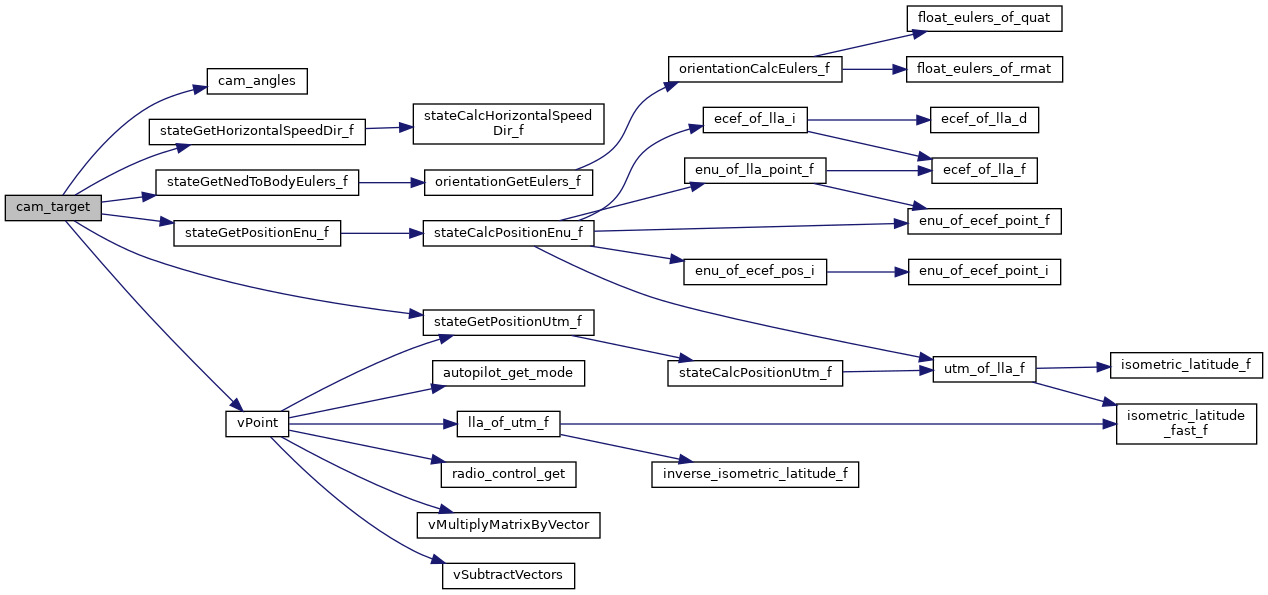 cam_target
cam_angles
stateGetHorizontalSpeedDir_f
stateCalcHorizontalSpeed
Dir_f
stateGetNedToBodyEulers_f
orientationGetEulers_f
orientationCalcEulers_f
float_eulers_of_quat
float_eulers_of_rmat
stateGetPositionEnu_f
stateCalcPositionEnu_f
ecef_of_lla_i
ecef_of_lla_d
ecef_of_lla_f
enu_of_lla_point_f
enu_of_ecef_point_f
enu_of_ecef_pos_i
enu_of_ecef_point_i
stateGetPositionUtm_f
stateCalcPositionUtm_f
utm_of_lla_f
isometric_latitude_f
isometric_latitude
_fast_f
vPoint
autopilot_get_mode
lla_of_utm_f
inverse_isometric_latitude_f
radio_control_get
vMultiplyMatrixByVector
vSubtractVectors